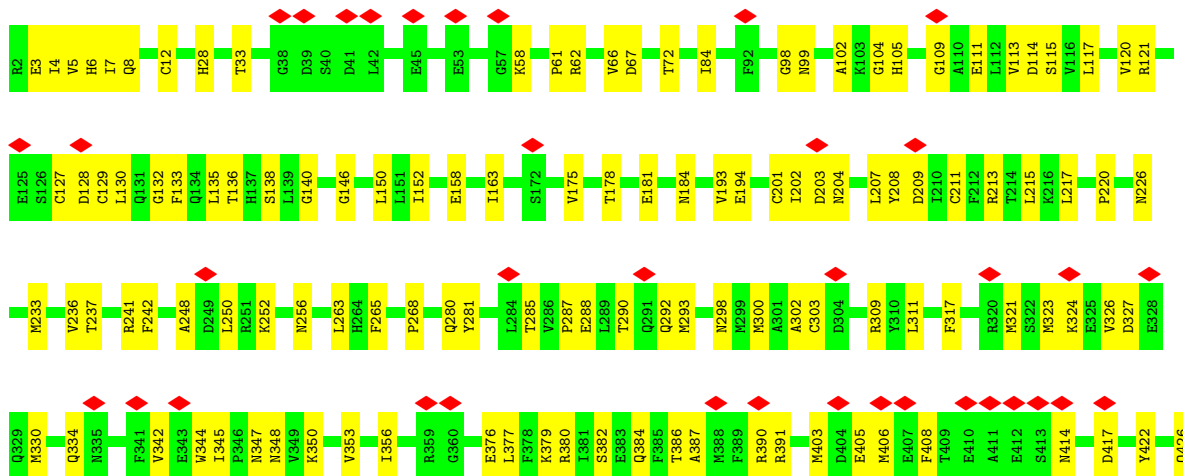 R2 E3 I4 V5 H6 I7 Q8 C12 H28 T33 G38 D39 S40 D41 L42 E45 E53 G57 K58 P61 R62 V66 D67 T72 I84 F92 G98 N99 A102 K103 G104 H105 G109 A110 E111 L112 V113 D114 S115 V116 L117 V120 R121
E125 S126 C127 D128 C129 L130 Q131 G132 F133 Q134 L135 T136 H137 S138 L139 G140 G146 L150 L151 I152 E158 I163 S172 V175 T178 E181 N184 V193 E194 C201 I202 D203 N204 L207 Y208 D209 I210 C211 F212 R213 T214 L215 K216 L217 P220 N226
M233 V236 T237 R241 F242 A248 D249 L250 R251 K252 N256 L263 H264 F265 P268 Q280 Y281 L284 T285 V286 P287 E288 L289 T290 Q291 Q292 M293 N298 M299 M300 A301 A302 C303 D304 R309 Y310 L311 F317 R320 M321 S322 M323 K324 E325 V326 D327 E328
Q329 M330 Q334 N335 F341 V342 E343 W344 I345 P346 N347 N348 V349 K350 V353 I356 R359 G360 E376 L377 F378 K379 R380 I381 S382 E383 Q384 F385 T386 A387 M388 F389 R390 R391 M403 D404 E405 M406 E407 F408 T409 E410 A411 E412 S413 N414 D417 Y422 D426